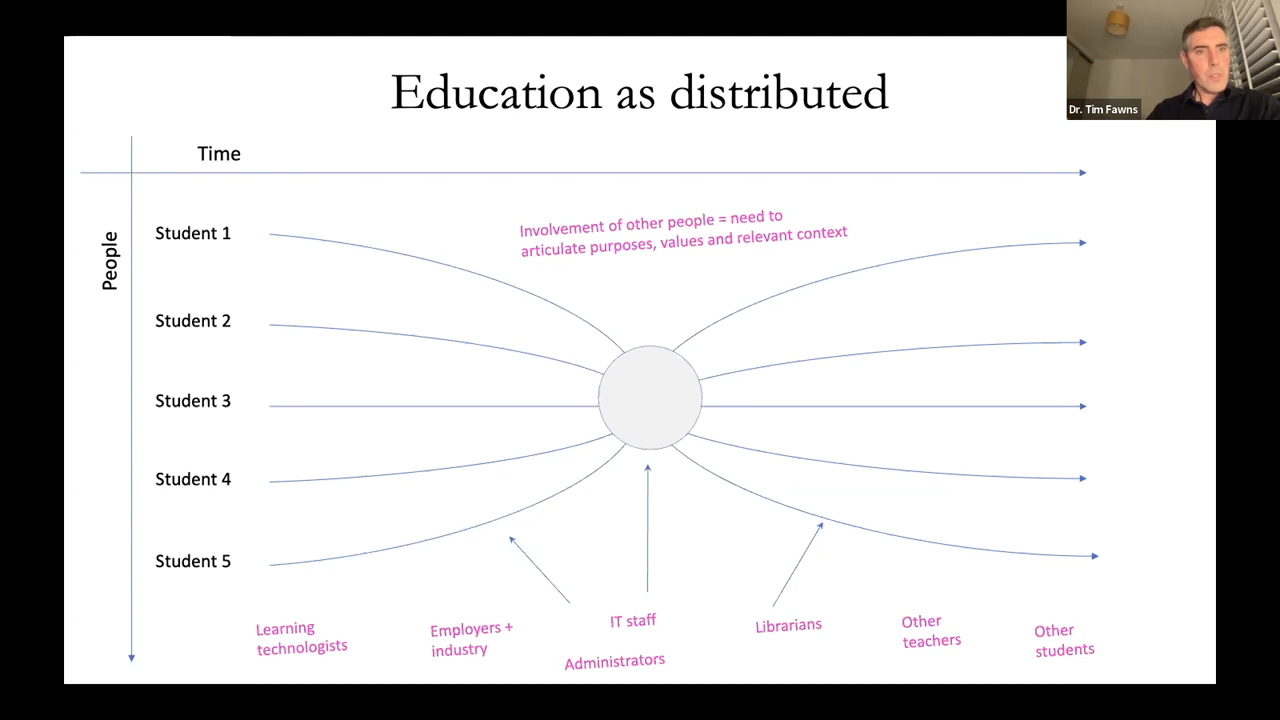 Education as distributed
Dr. Tim Fawns
Time
People
Student 1
Involvement of other people = need to
articulate purposes, values and relevant context
Student 2
Student 3
Student 4
Student 5
Learning
technologists
Employers +
industry
IT staff
Administrators
Librarians
Other
teachers
Other
students